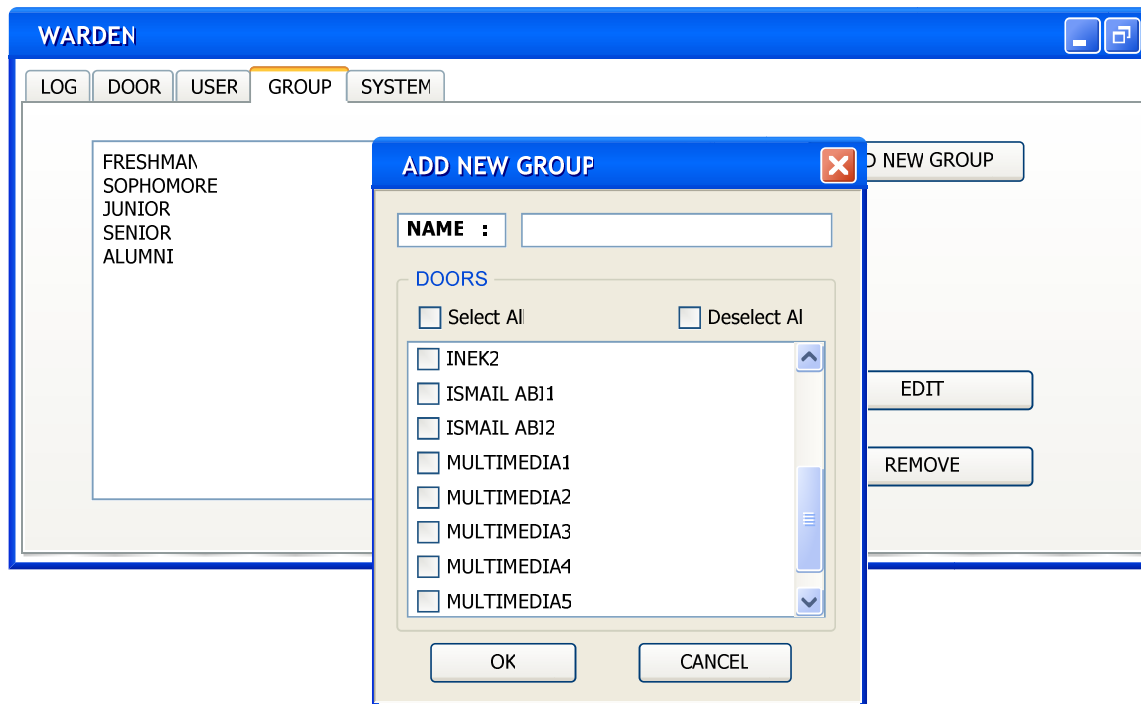 WARDEN
LOG DOOR USER GROUP SYSTEM
FRESHMAN
SOPHOMORE
JUNIOR
SENIOR
ALUMNI
D NEW GROUP
EDIT
REMOVE
ADD NEW GROUP
NAME :
DOORS
Select All
Deselect Al
INEK2
ISMAIL ABI1
ISMAIL ABI2
MULTIMEDIA1
MULTIMEDIA2
MULTIMEDIA3
MULTIMEDIA4
MULTIMEDIA5
OK CANCEL